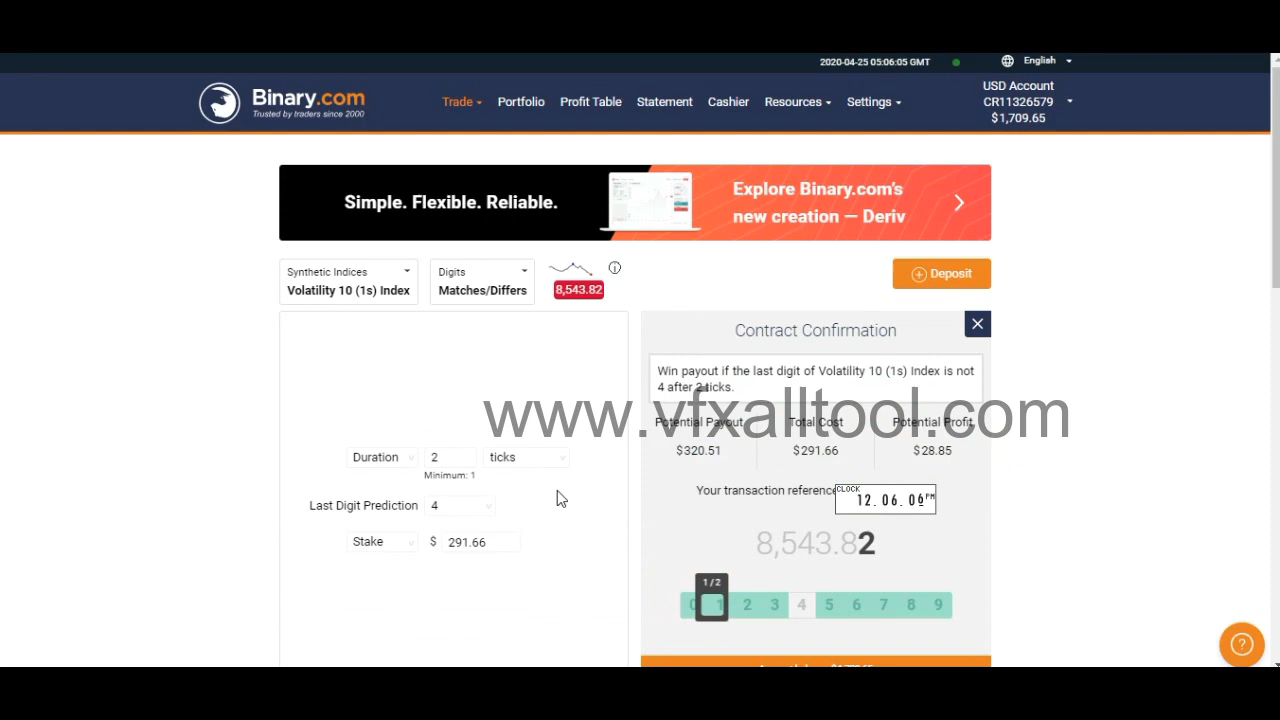 2020-04-25 05:06:05 GMT
English
Binary.com
Trusted by traders since 2000
Trade
Portfolio
Profit Table
Statement
Cashier
Resources
Settings
USD Account
CR11326579
$1,709.65
Simple. Flexible. Reliable.
Explore Binary.com's
new creation — Deriv
Synthetic Indices
Volatility 10 (1s) Index
Digits
Matches/Differs
8,543.82
Deposit
Contract Confirmation
Win payout if the last digit of Volatility 10 (1s) Index is not
4 after 2 ticks.
www.vfxalltool.com
Potential Payout
Total Cost
Potential Profit
$320.51
$291.66
$28.85
Duration
2
ticks
Minimum: 1
Last Digit Prediction
4
Stake
$
291.66
Your transaction reference
CLOCK
12.06.06 PM
8,543.82
1/2
0 1 2 3 4 5 6 7 8 9